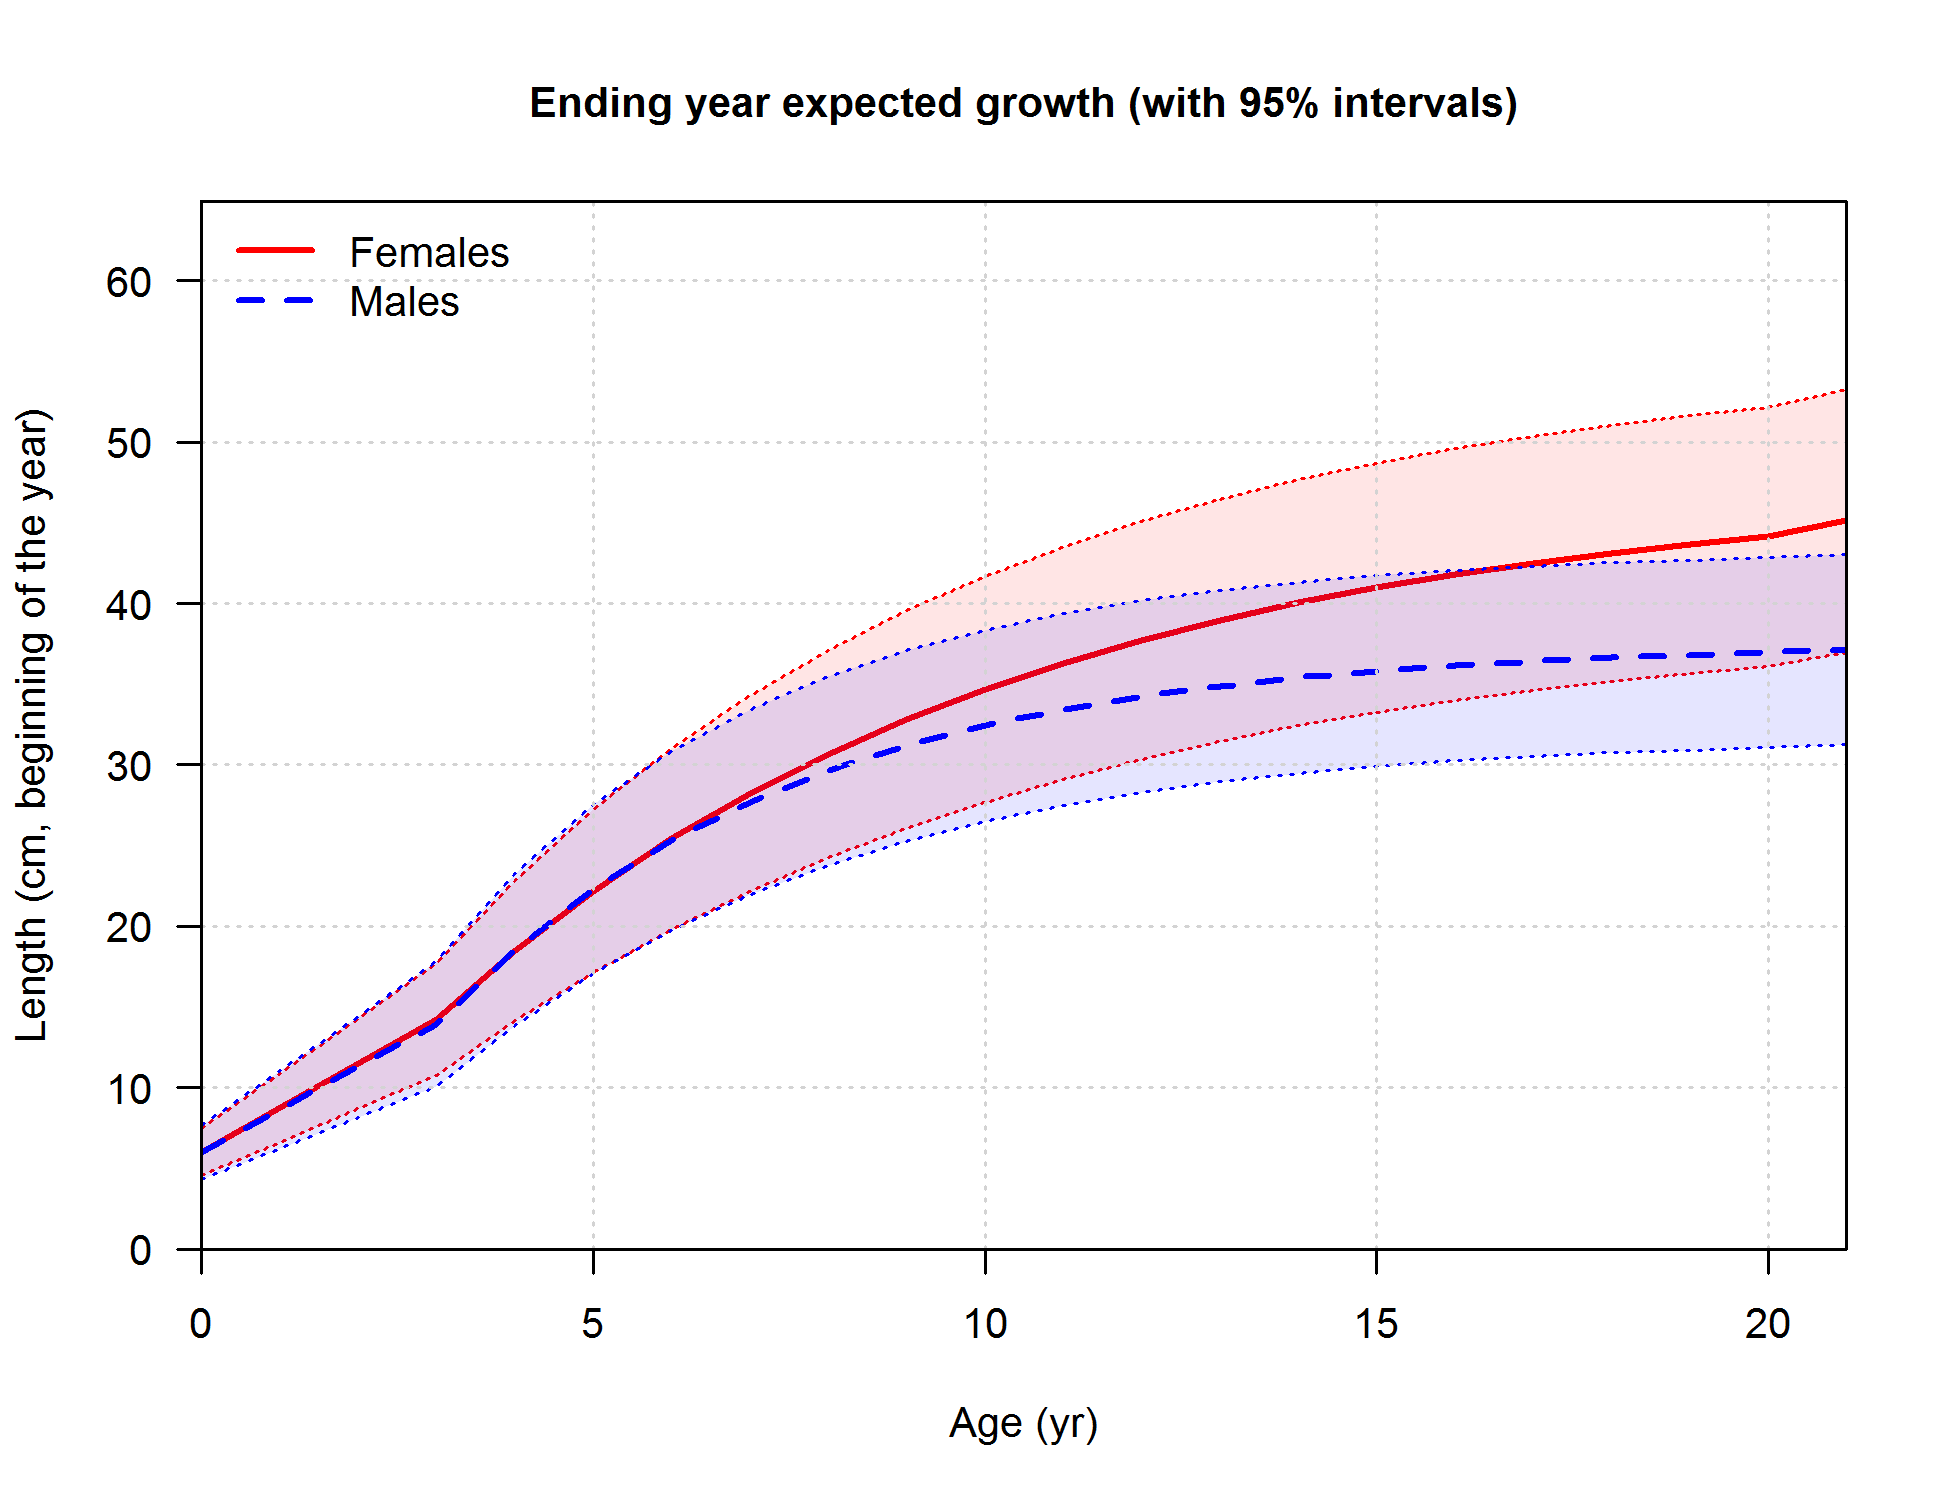 Ending year expected growth (with 95% intervals)
Females
Males
60
50
40
30
20
10
0
Length (cm, beginning of the year)
0 5 10 15 20
Age (yr)